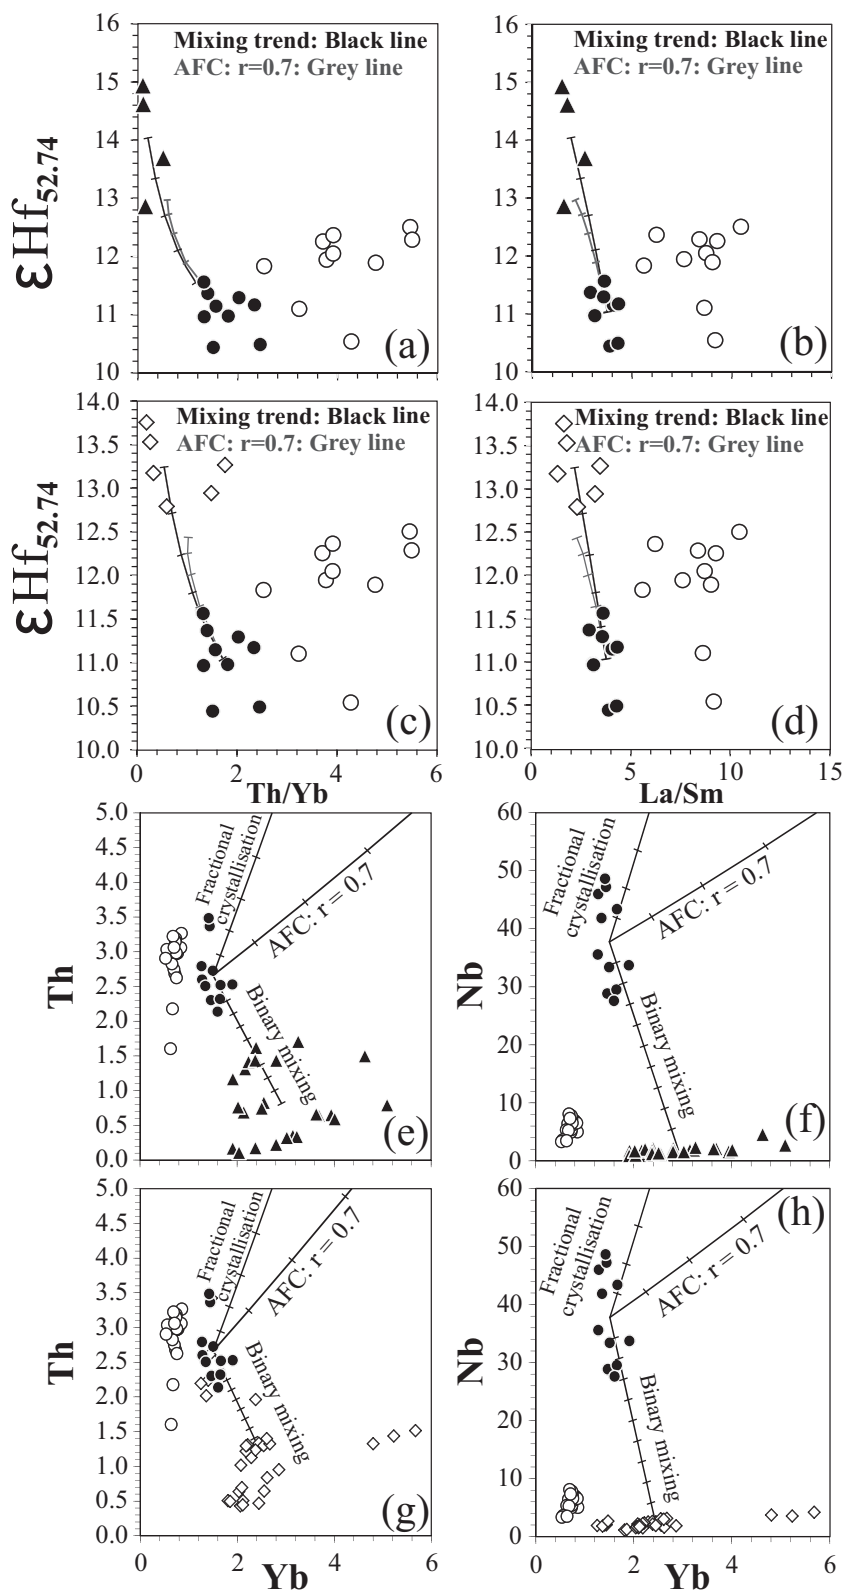 16
15
14
13
12
11
10
εHf52.74
Mixing trend: Black line
AFC: r=0.7: Grey line
(a)
16
15
14
13
12
11
10
Mixing trend: Black line
AFC: r=0.7: Grey line
(b)
14.0
13.5
13.0
12.5
12.0
11.5
11.0
10.5
10.0
εHf52.74
Mixing trend: Black line
AFC: r=0.7: Grey line
(c)
0 2 4 6
Th/Yb
14.0
13.5
13.0
12.5
12.0
11.5
11.0
10.5
10.0
Mixing trend: Black line
AFC: r=0.7: Grey line
(d)
0 5 10 15
La/Sm
5.0
4.5
4.0
3.5
3.0
2.5
2.0
1.5
1.0
0.5
0.0
Th
Fractional
crystallisation
AFC: r = 0.7
Binary mixing
(e)
60
50
40
30
20
10
0
Nb
Fractional
crystallisation
AFC: r = 0.7
Binary mixing
(f)
5.0
4.5
4.0
3.5
3.0
2.5
2.0
1.5
1.0
0.5
0.0
Th
Fractional
crystallisation
AFC: r = 0.7
Binary mixing
(g)
0 2 4 6
Yb
60
50
40
30
20
10
0
Nb
Fractional
crystallisation
AFC: r = 0.7
Binary mixing
(h)
0 2 4 6
Yb